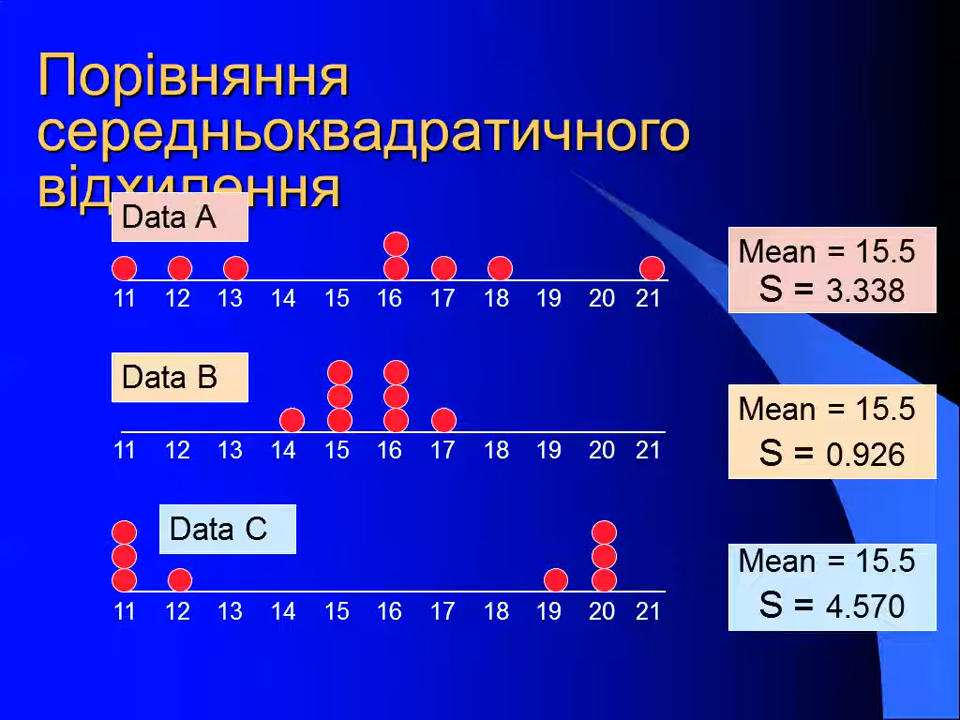 Порівняння
середньоквадратичного
відхилення
Data A
11 12 13 14 15 16 17 18 19 20 21
Mean = 15.5
S = 3.338
Data B
11 12 13 14 15 16 17 18 19 20 21
Mean = 15.5
S = 0.926
Data C
11 12 13 14 15 16 17 18 19 20 21
Mean = 15.5
S = 4.570